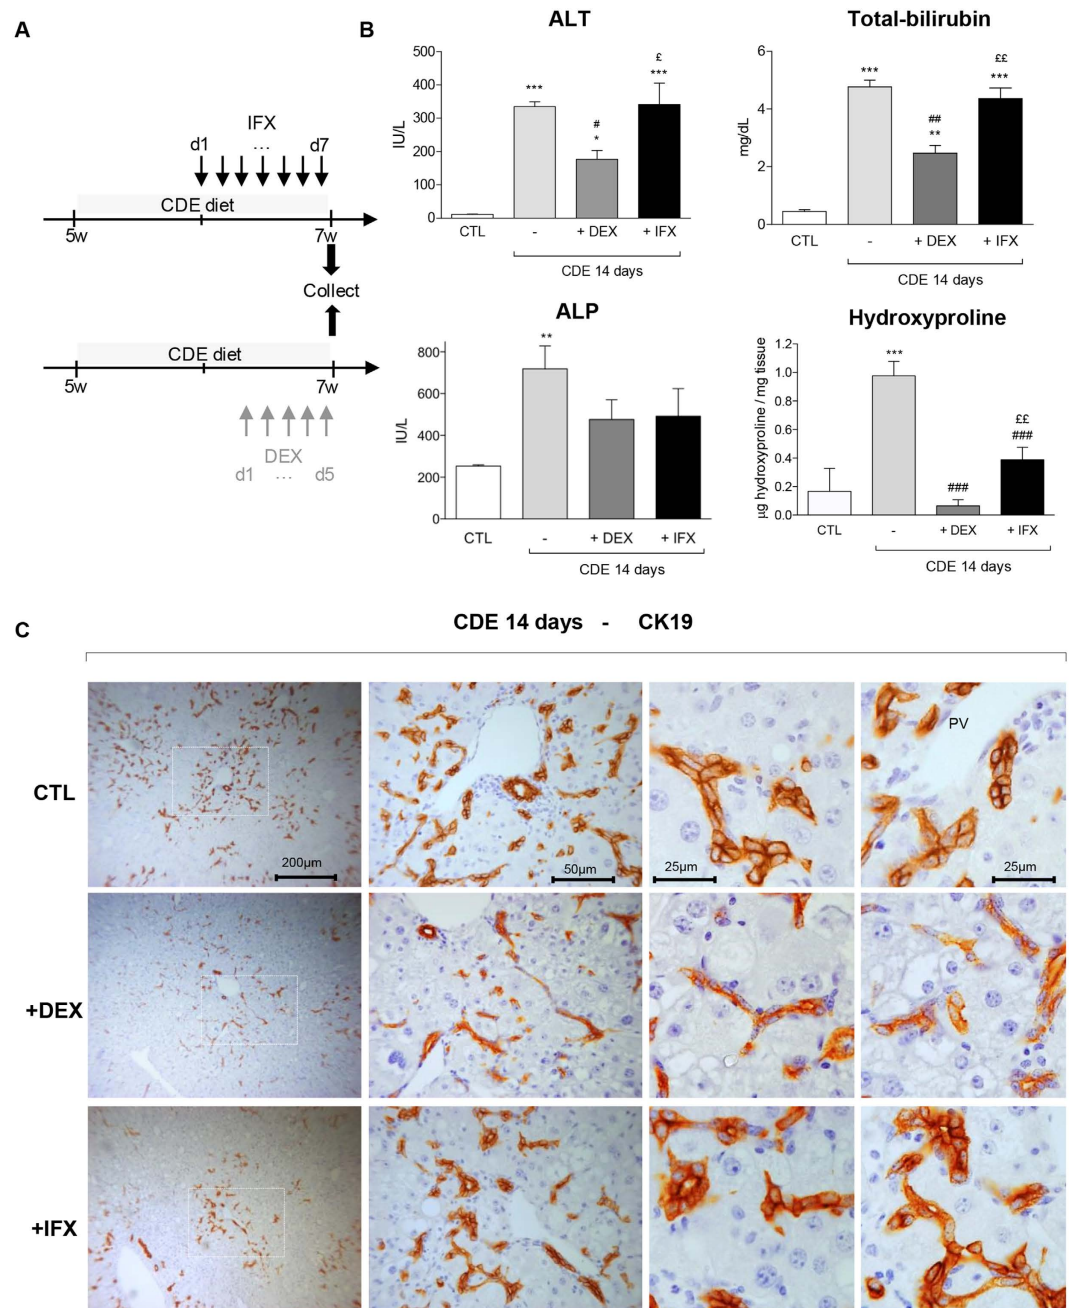 A
IFX
d1 ... d7
CDE diet
5w 7w
Collect
CDE diet
5w 7w
DEX
d1 ... d5
B
ALT
500
400
300
200
100
0
IU/L
***
#
*
£
***
CTL - + DEX + IFX
CDE 14 days
Total-bilirubin
6
4
2
0
mg/dL
***
##
**
££
***
CTL - + DEX + IFX
CDE 14 days
ALP
800
600
400
200
0
IU/L
**
CTL - + DEX + IFX
CDE 14 days
Hydroxyproline
1.2
1.0
0.8
0.6
0.4
0.2
0.0
µg hydroxyproline / mg tissue
***
###
££
###
CTL - + DEX + IFX
CDE 14 days
C
CDE 14 days - CK19
CTL
200µm
50µm
25µm
PV
25µm
+DEX
+IFX